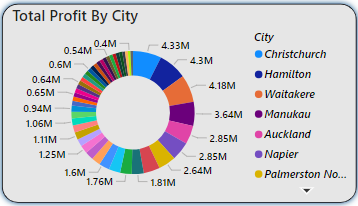 Total Profit By City
0.4M
0.54M
0.6M
0.64M
0.65M
0.94M
1.06M
1.11M
1.25M
1.6M
1.76M
4.33M
4.3M
4.18M
3.64M
2.85M
2.85M
2.64M
1.81M
City
Christchurch
Hamilton
Waitakere
Manukau
Auckland
Napier
Palmerston No...